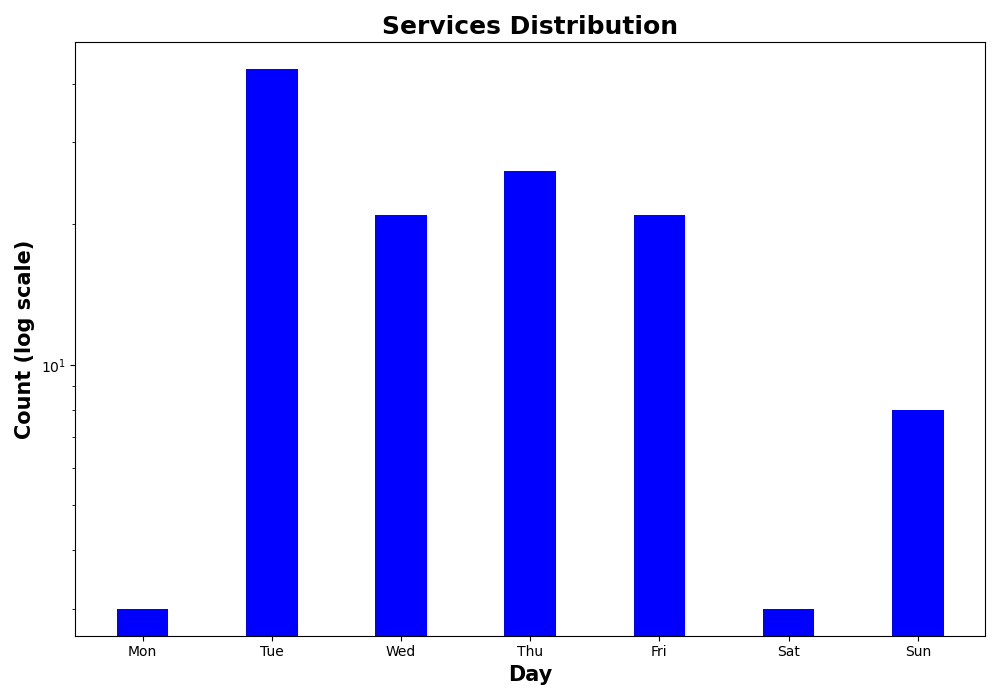 Services Distribution
Count (log scale)
10¹
Mon Tue Wed Thu Fri Sat Sun
Day